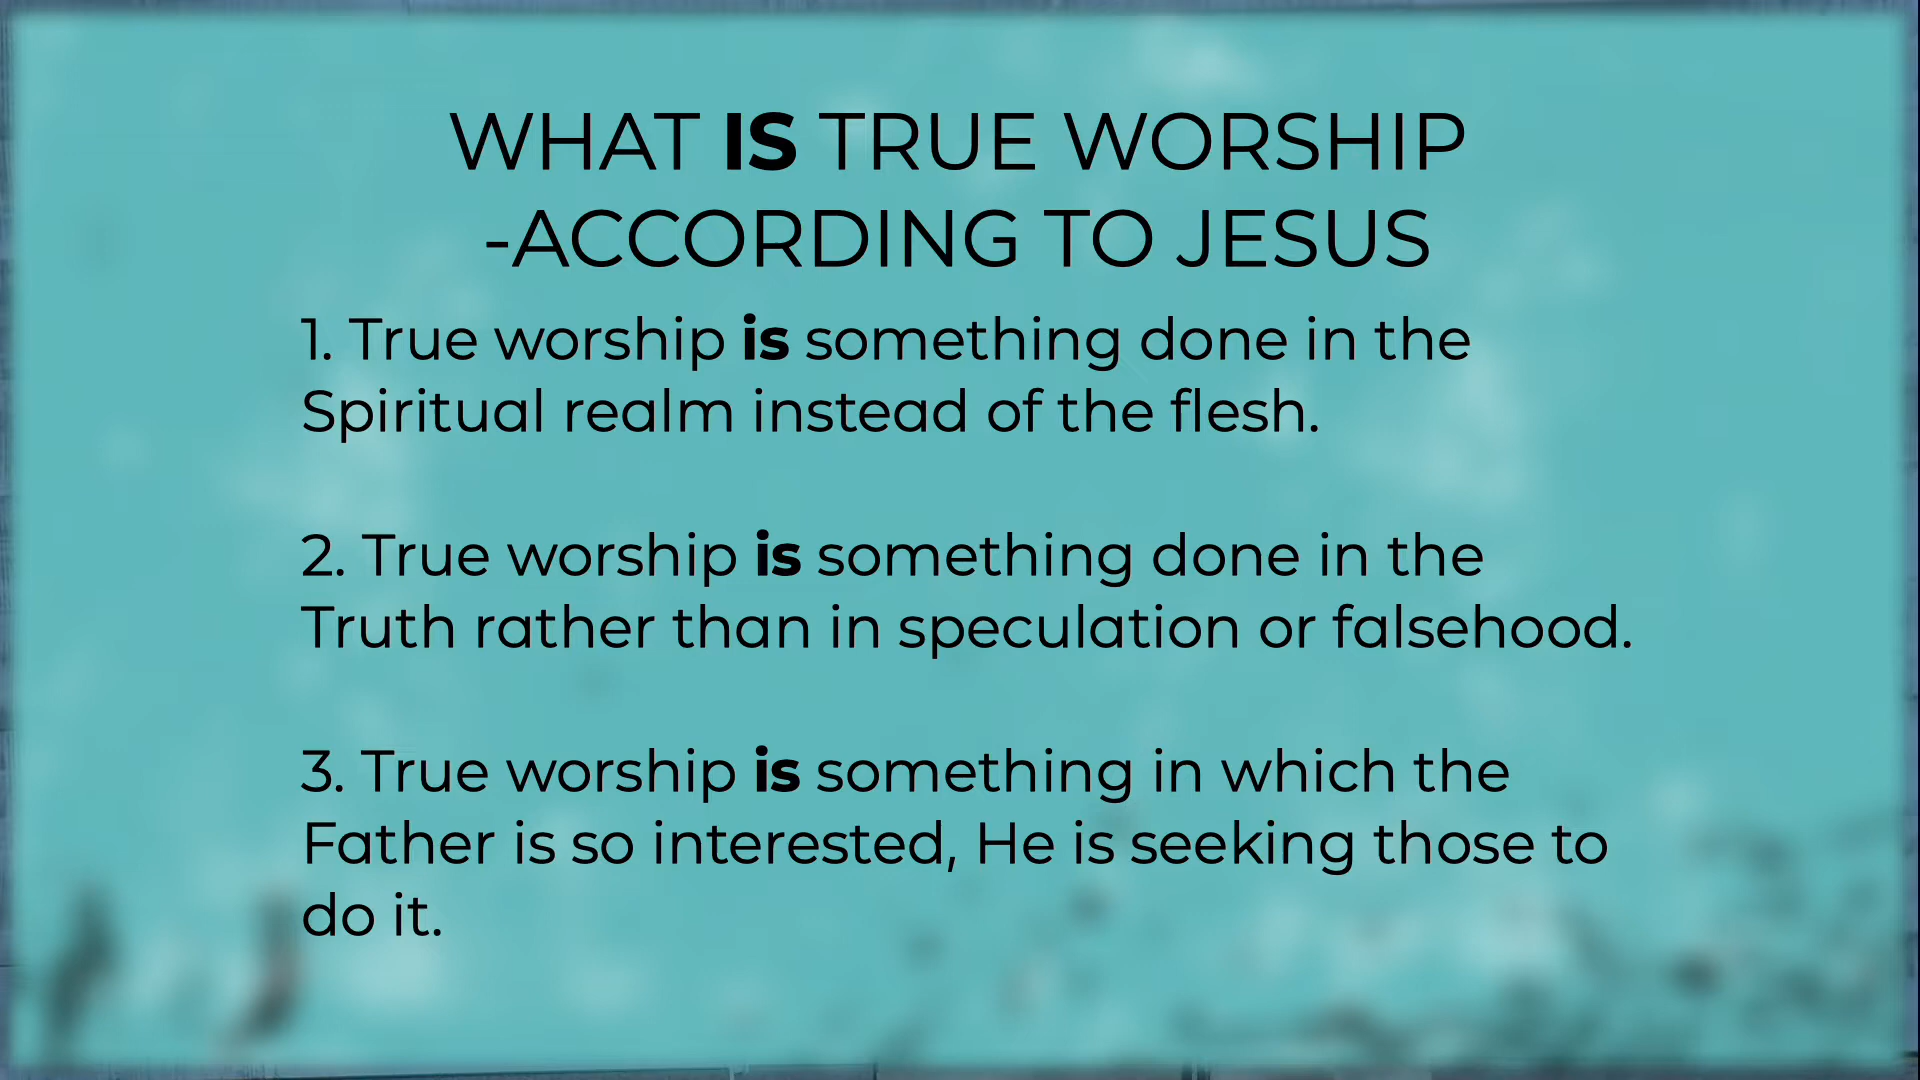 WHAT IS TRUE WORSHIP
-ACCORDING TO JESUS
1. True worship is something done in the
Spiritual realm instead of the flesh.
2. True worship is something done in the
Truth rather than in speculation or falsehood.
3. True worship is something in which the
Father is so interested, He is seeking those to
do it.